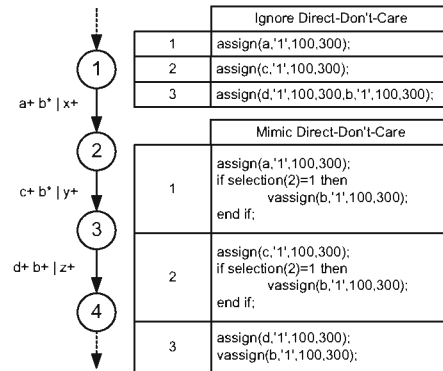 1
a+ b* | x+
2
c+ b* | y+
3
d+ b+ | z+
4
Ignore Direct-Don't-Care
1 assign(a,'1',100,300);
2 assign(c,'1',100,300);
3 assign(d,'1',100,300,b,'1',100,300);
Mimic Direct-Don't-Care
1
assign(a,'1',100,300);
if selection(2)=1 then
vassign(b,'1',100,300);
end if;
2
assign(c,'1',100,300);
if selection(2)=1 then
vassign(b,'1',100,300);
end if;
3
assign(d,'1',100,300);
vassign(b,'1',100,300);